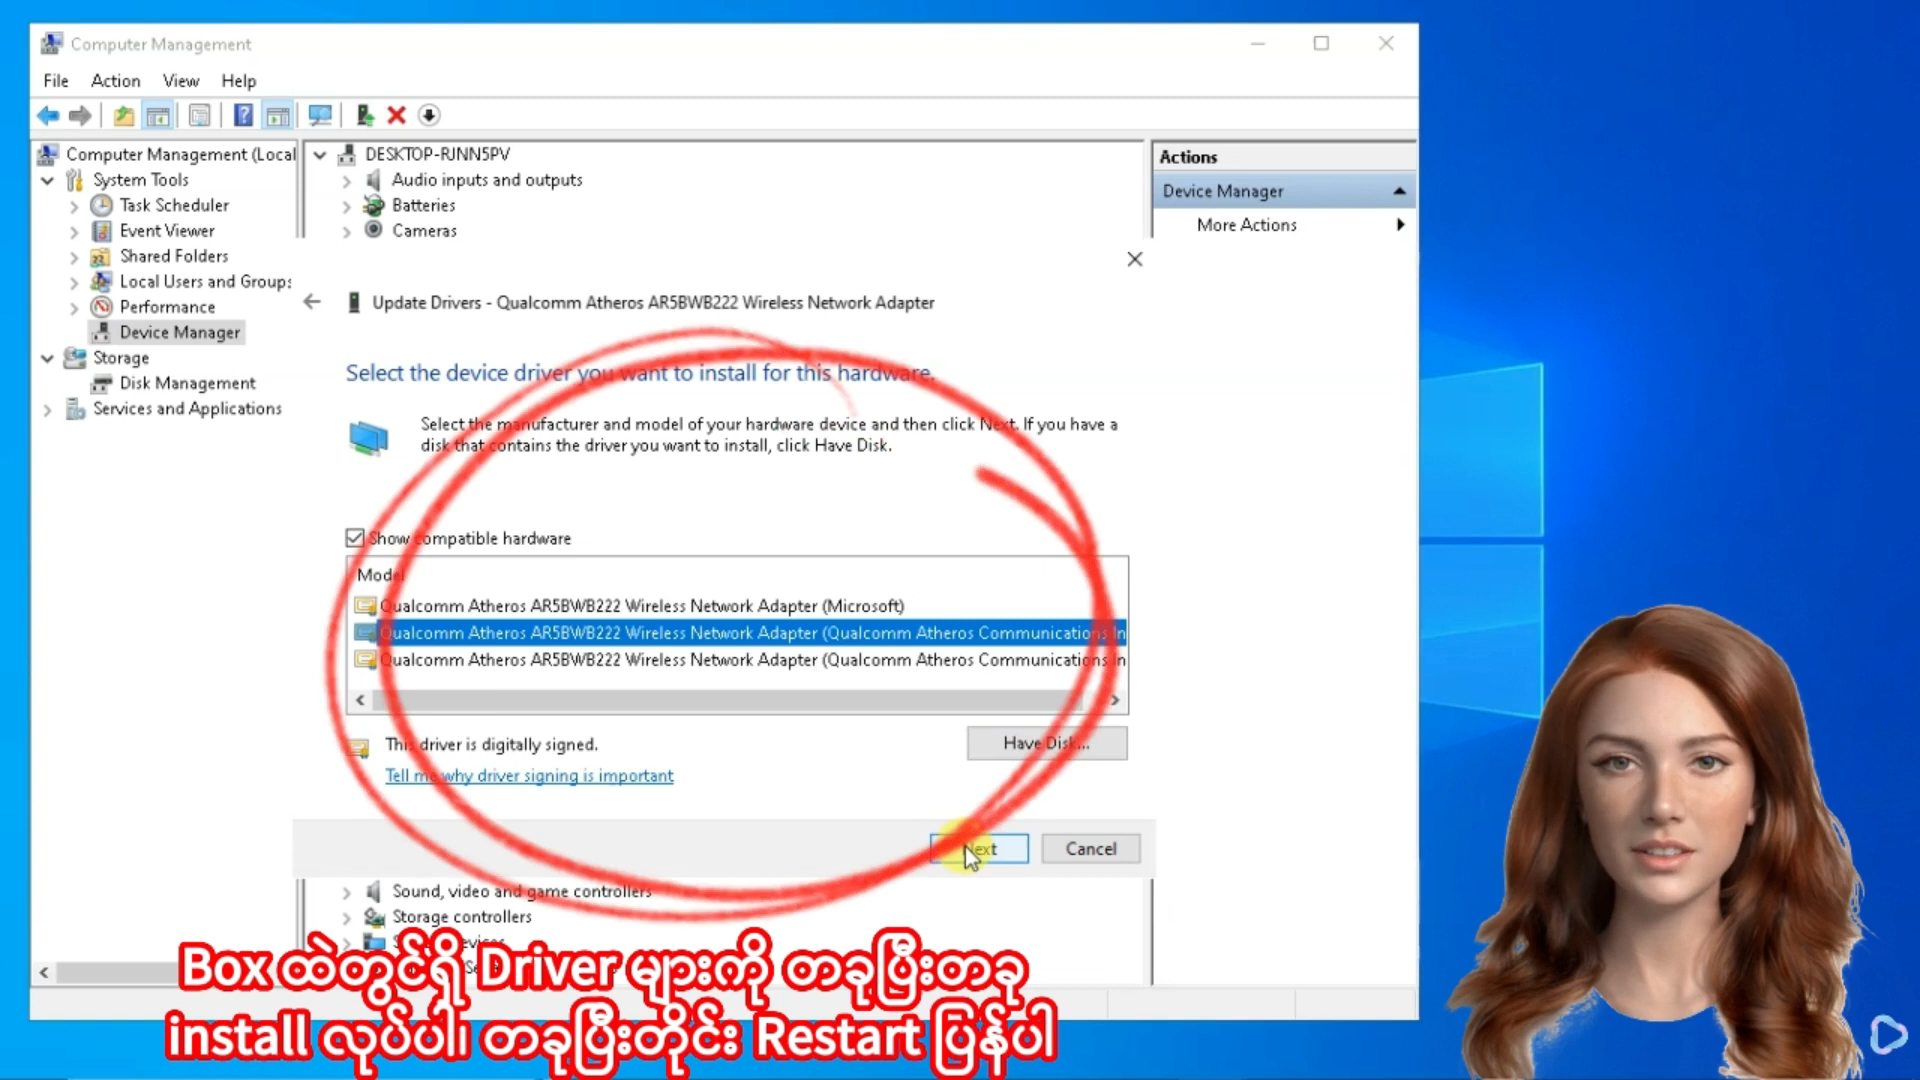 Computer Management
File Action View Help
Computer Management (Local
System Tools
Task Scheduler
Event Viewer
Shared Folders
Local Users and Groups
Performance
Device Manager
Storage
Disk Management
Services and Applications
DESKTOP-RJNN5PV
Audio inputs and outputs
Batteries
Cameras
Actions
Device Manager
More Actions
Update Drivers - Qualcomm Atheros AR5BWB222 Wireless Network Adapter
Select the device driver you want to install for this hardware.
Select the manufacturer and model of your hardware device and then click Next. If you have a
disk that contains the driver you want to install, click Have Disk.
Show compatible hardware
Model
Qualcomm Atheros AR5BWB222 Wireless Network Adapter (Microsoft)
Qualcomm Atheros AR5BWB222 Wireless Network Adapter (Qualcomm Atheros Communications In
Qualcomm Atheros AR5BWB222 Wireless Network Adapter (Qualcomm Atheros Communications In
This driver is digitally signed.
Have Disk...
Tell me why driver signing is important
Next Cancel
Sound, video and game controllers
Storage controllers
Box ထဲတွင်ရှိ Driver များကို တခုပြီးတခု
install လုပ်ပါ၊ တခုပြီးတိုင်း Restart ပြန်ပါ